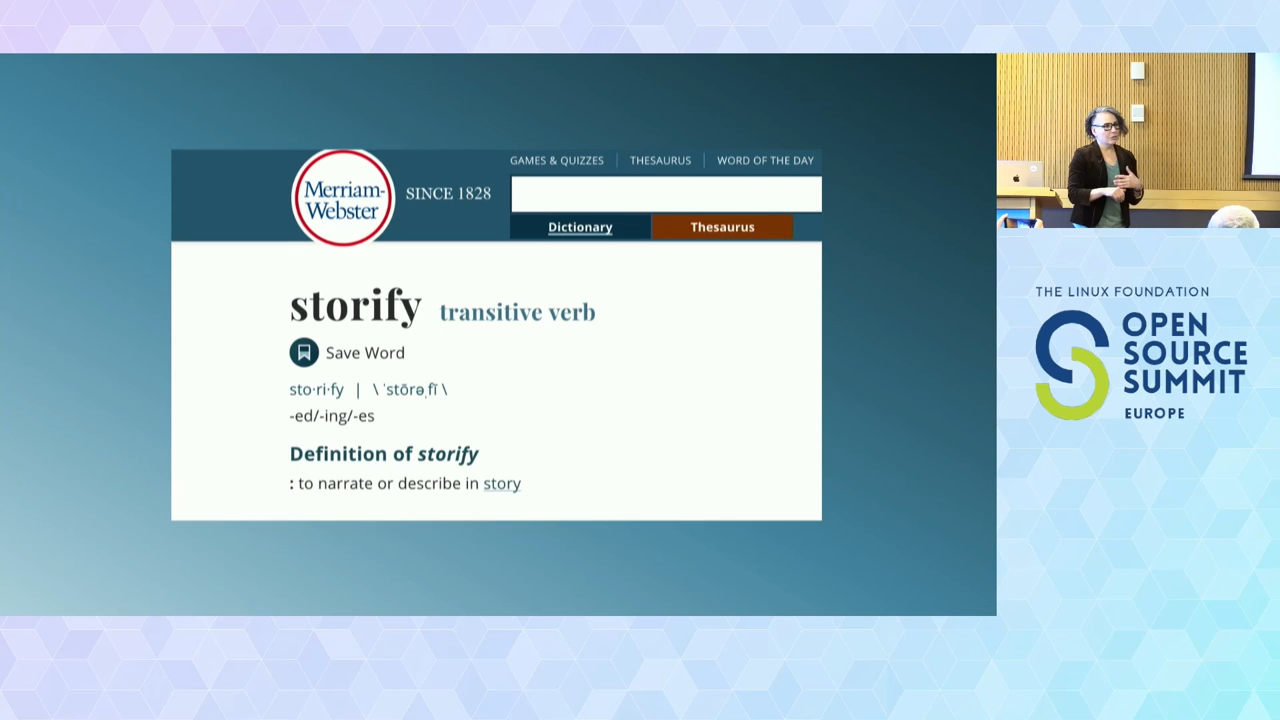 GAMES & QUIZZES THESAURUS WORD OF THE DAY
Merriam-
Webster
SINCE 1828
Dictionary Thesaurus
storify transitive verb
Save Word
sto·ri·fy | \ ˈstōrəˌfī \
-ed/-ing/-es
Definition of storify
: to narrate or describe in story
THE LINUX FOUNDATION
OPEN
SOURCE
SUMMIT
EUROPE